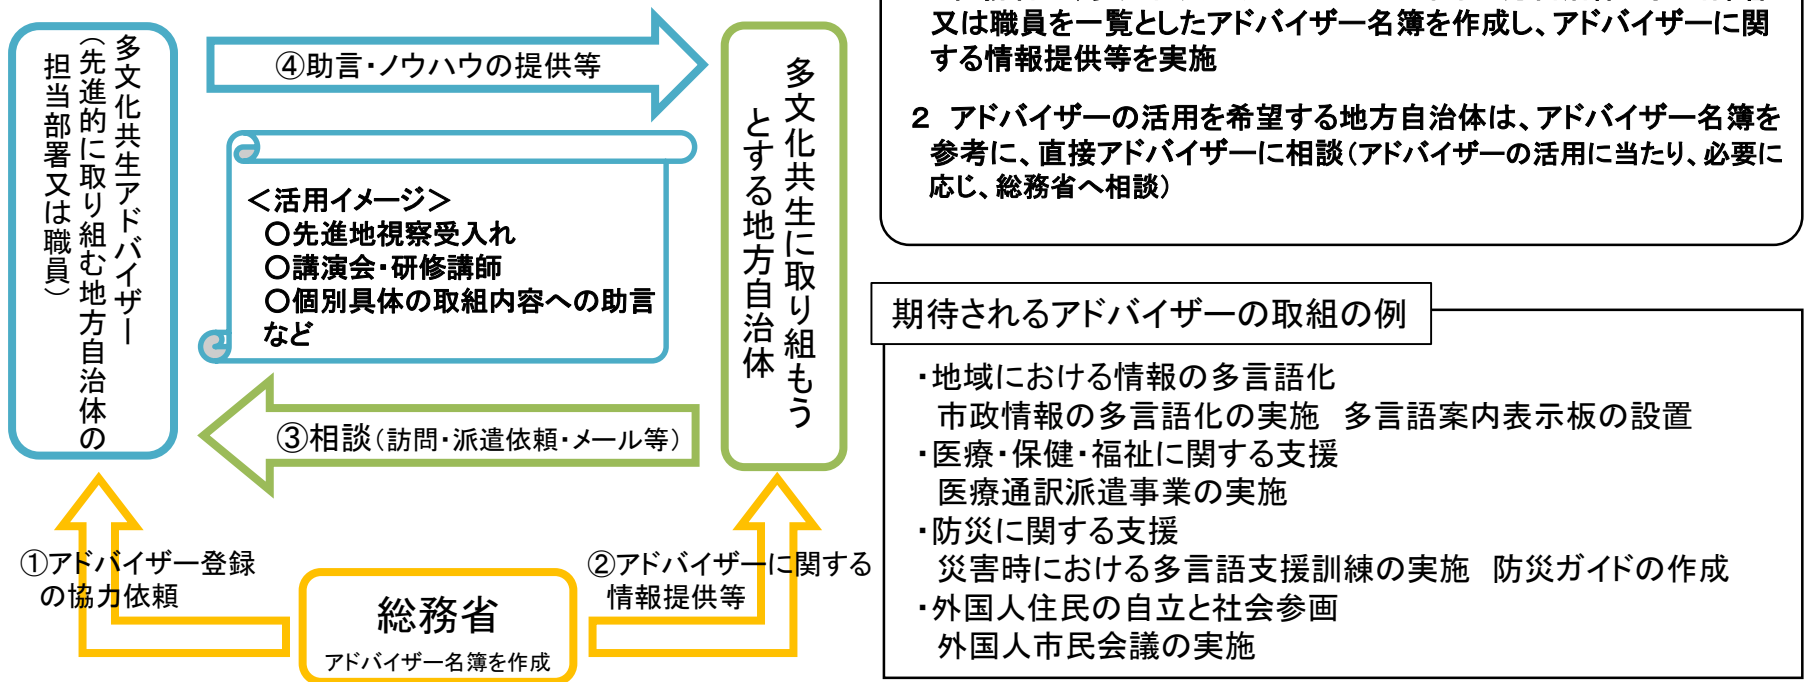 多文化共生アドバイザー
（先進的に取り組む地方自治体の
担当部署又は職員）
④助言・ノウハウの提供等
＜活用イメージ＞
○先進地視察受入れ
○講演会・研修講師
○個別具体の取組内容への助言
など
③相談（訪問・派遣依頼・メール等）
多文化共生に取り組もう
とする地方自治体
①アドバイザー登録
の協力依頼
総務省
アドバイザー名簿を作成
②アドバイザーに関する
情報提供等
又は職員を一覧としたアドバイザー名簿を作成し、アドバイザーに関
する情報提供等を実施
２ アドバイザーの活用を希望する地方自治体は、アドバイザー名簿を
参考に、直接アドバイザーに相談（アドバイザーの活用に当たり、必要に
応じ、総務省へ相談）
期待されるアドバイザーの取組の例
・地域における情報の多言語化
市政情報の多言語化の実施 多言語案内表示板の設置
・医療・保健・福祉に関する支援
医療通訳派遣事業の実施
・防災に関する支援
災害時における多言語支援訓練の実施 防災ガイドの作成
・外国人住民の自立と社会参画
外国人市民会議の実施